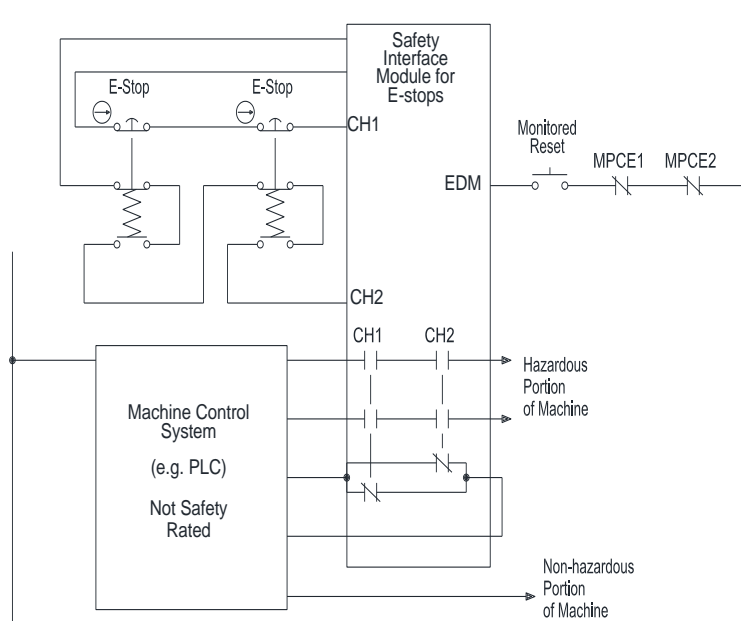 Safety
Interface
Module for
E-stops
E-Stop
E-Stop
CH1
Monitored
Reset
MPCE1
MPCE2
EDM
CH2
CH1
CH2
Hazardous
Portion
of Machine
Machine Control
System
(e.g. PLC)
Not Safety
Rated
Non-hazardous
Portion
of Machine